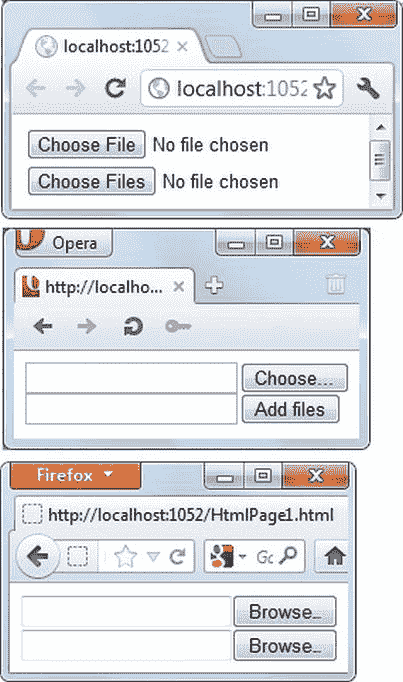 localhost:1052
localhost:1052
Choose File No file chosen
Choose Files No file chosen
Opera
http://localho...
Choose...
Add files
Firefox
http://localhost:1052/HtmlPage1.html
Go
Browse...
Browse...